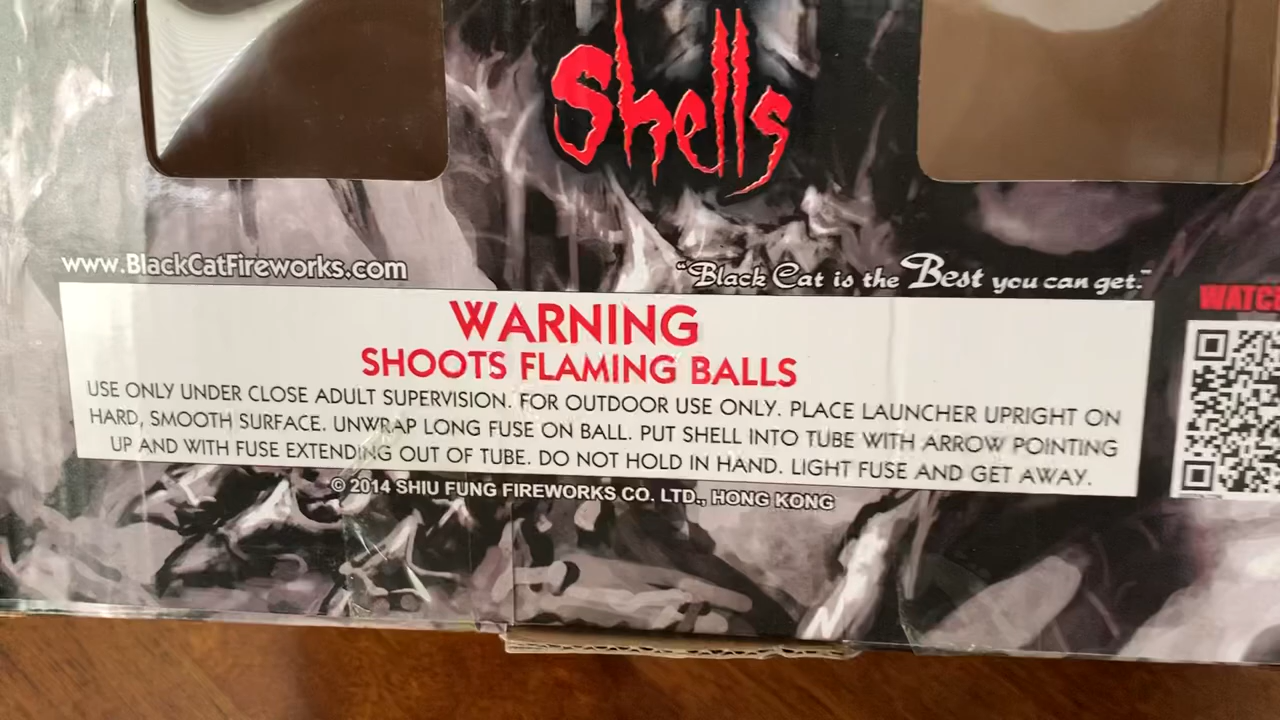 Shells
www.BlackCatFireworks.com
"Black Cat is the Best you can get."
WARNING
SHOOTS FLAMING BALLS
USE ONLY UNDER CLOSE ADULT SUPERVISION. FOR OUTDOOR USE ONLY. PLACE LAUNCHER UPRIGHT ON
HARD, SMOOTH SURFACE. UNWRAP LONG FUSE ON BALL. PUT SHELL INTO TUBE WITH ARROW POINTING
UP AND WITH FUSE EXTENDING OUT OF TUBE. DO NOT HOLD IN HAND. LIGHT FUSE AND GET AWAY.
© 2014 SHIU FUNG FIREWORKS CO. LTD., HONG KONG